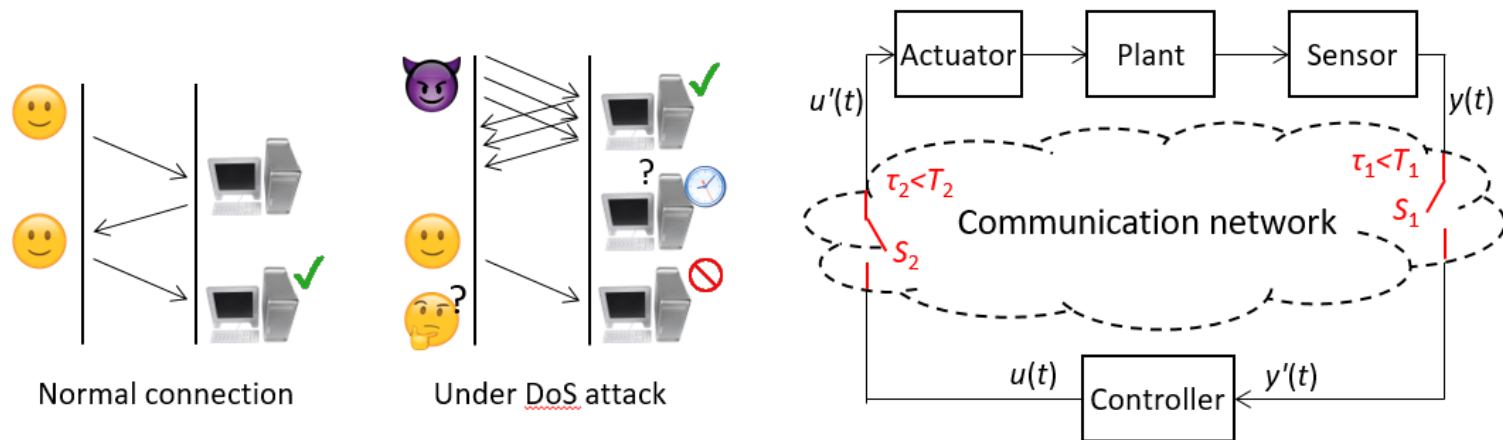 ?
?
Normal connection
Under DoS attack
Actuator
Plant
Sensor
u'(t)
y(t)
τ2<T2
τ1<T1
Communication network
S1
S2
u(t)
y'(t)
Controller